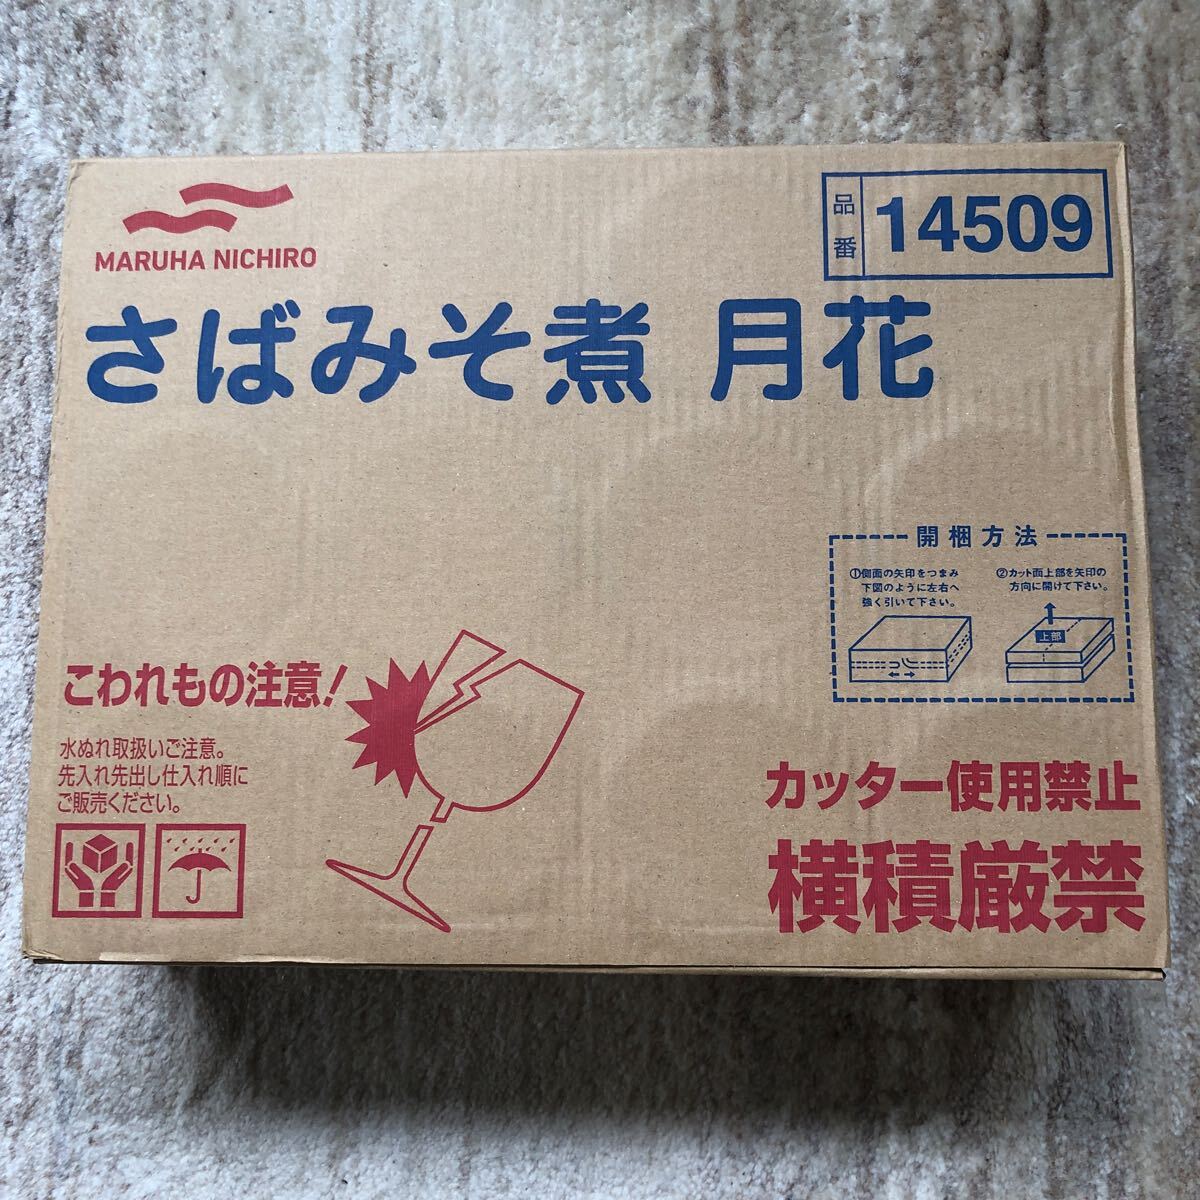 MARUHA NICHIRO
品番 14509
さばみそ煮 月花
開梱方法
①側面の矢印をつまみ
下図のように左右へ
強く引いて下さい。
②カット面上部を矢印の
方向に開けて下さい。
上部
こわれもの注意!
水ぬれ取扱いご注意。
先入れ先出し仕入れ順に
ご販売ください。
カッター使用禁止
横積厳禁